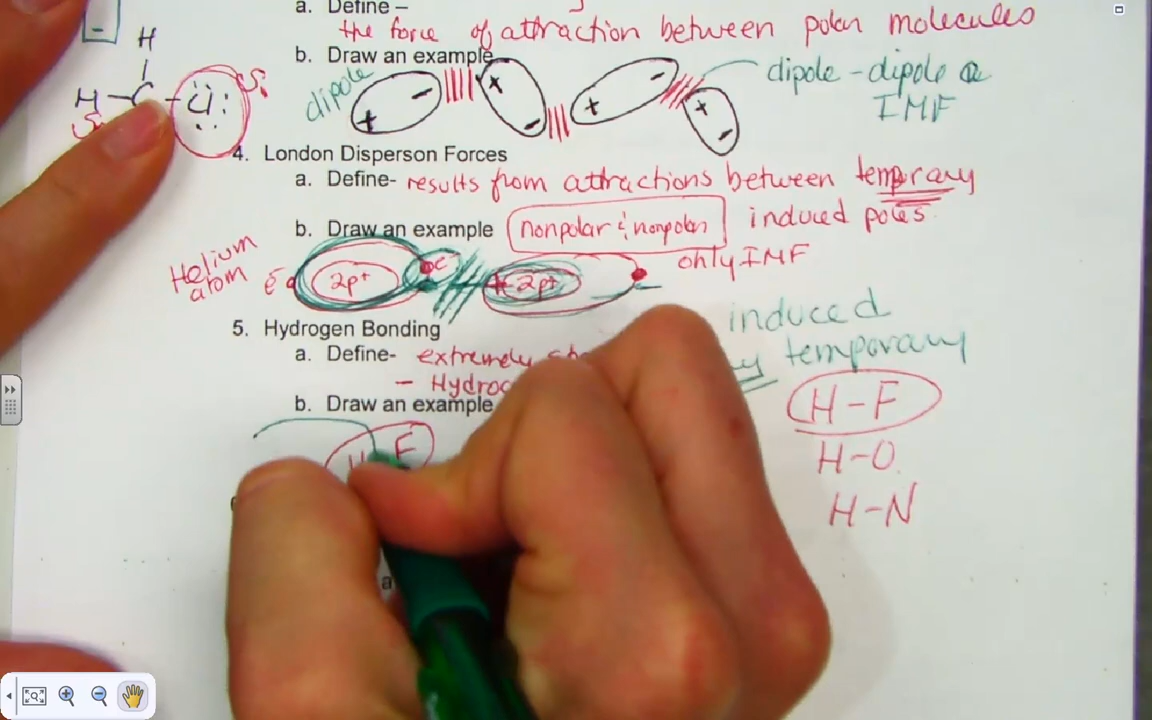 a. Define –
the force of attraction between polar molecules
b. Draw an example
dipole
+ - + - + - + -
dipole-dipole
IMF
H
H - C - Cl
4. London Disperson Forces
a. Define- results from attractions between temporary
induced poles
b. Draw an example nonpolar & nonpolar
only IMF
Helium
atom
e- 2p+ e- 2p+
induced
temporary
5. Hydrogen Bonding
a. Define- extremely
- Hydro
b. Draw an example
F
H-F
H-O
H-N
a